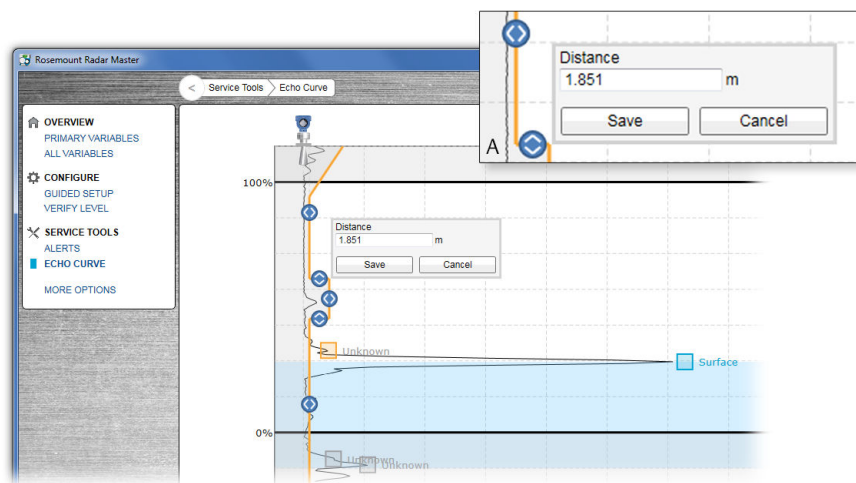 Rosemount Radar Master
< Service Tools Echo Curve
OVERVIEW
PRIMARY VARIABLES
ALL VARIABLES
CONFIGURE
GUIDED SETUP
VERIFY LEVEL
SERVICE TOOLS
ALERTS
ECHO CURVE
MORE OPTIONS
100%
Distance
1.851 m
Save Cancel
Unknown
Surface
0%
Unknown
Unknown
Distance
1.851 m
Save Cancel
A